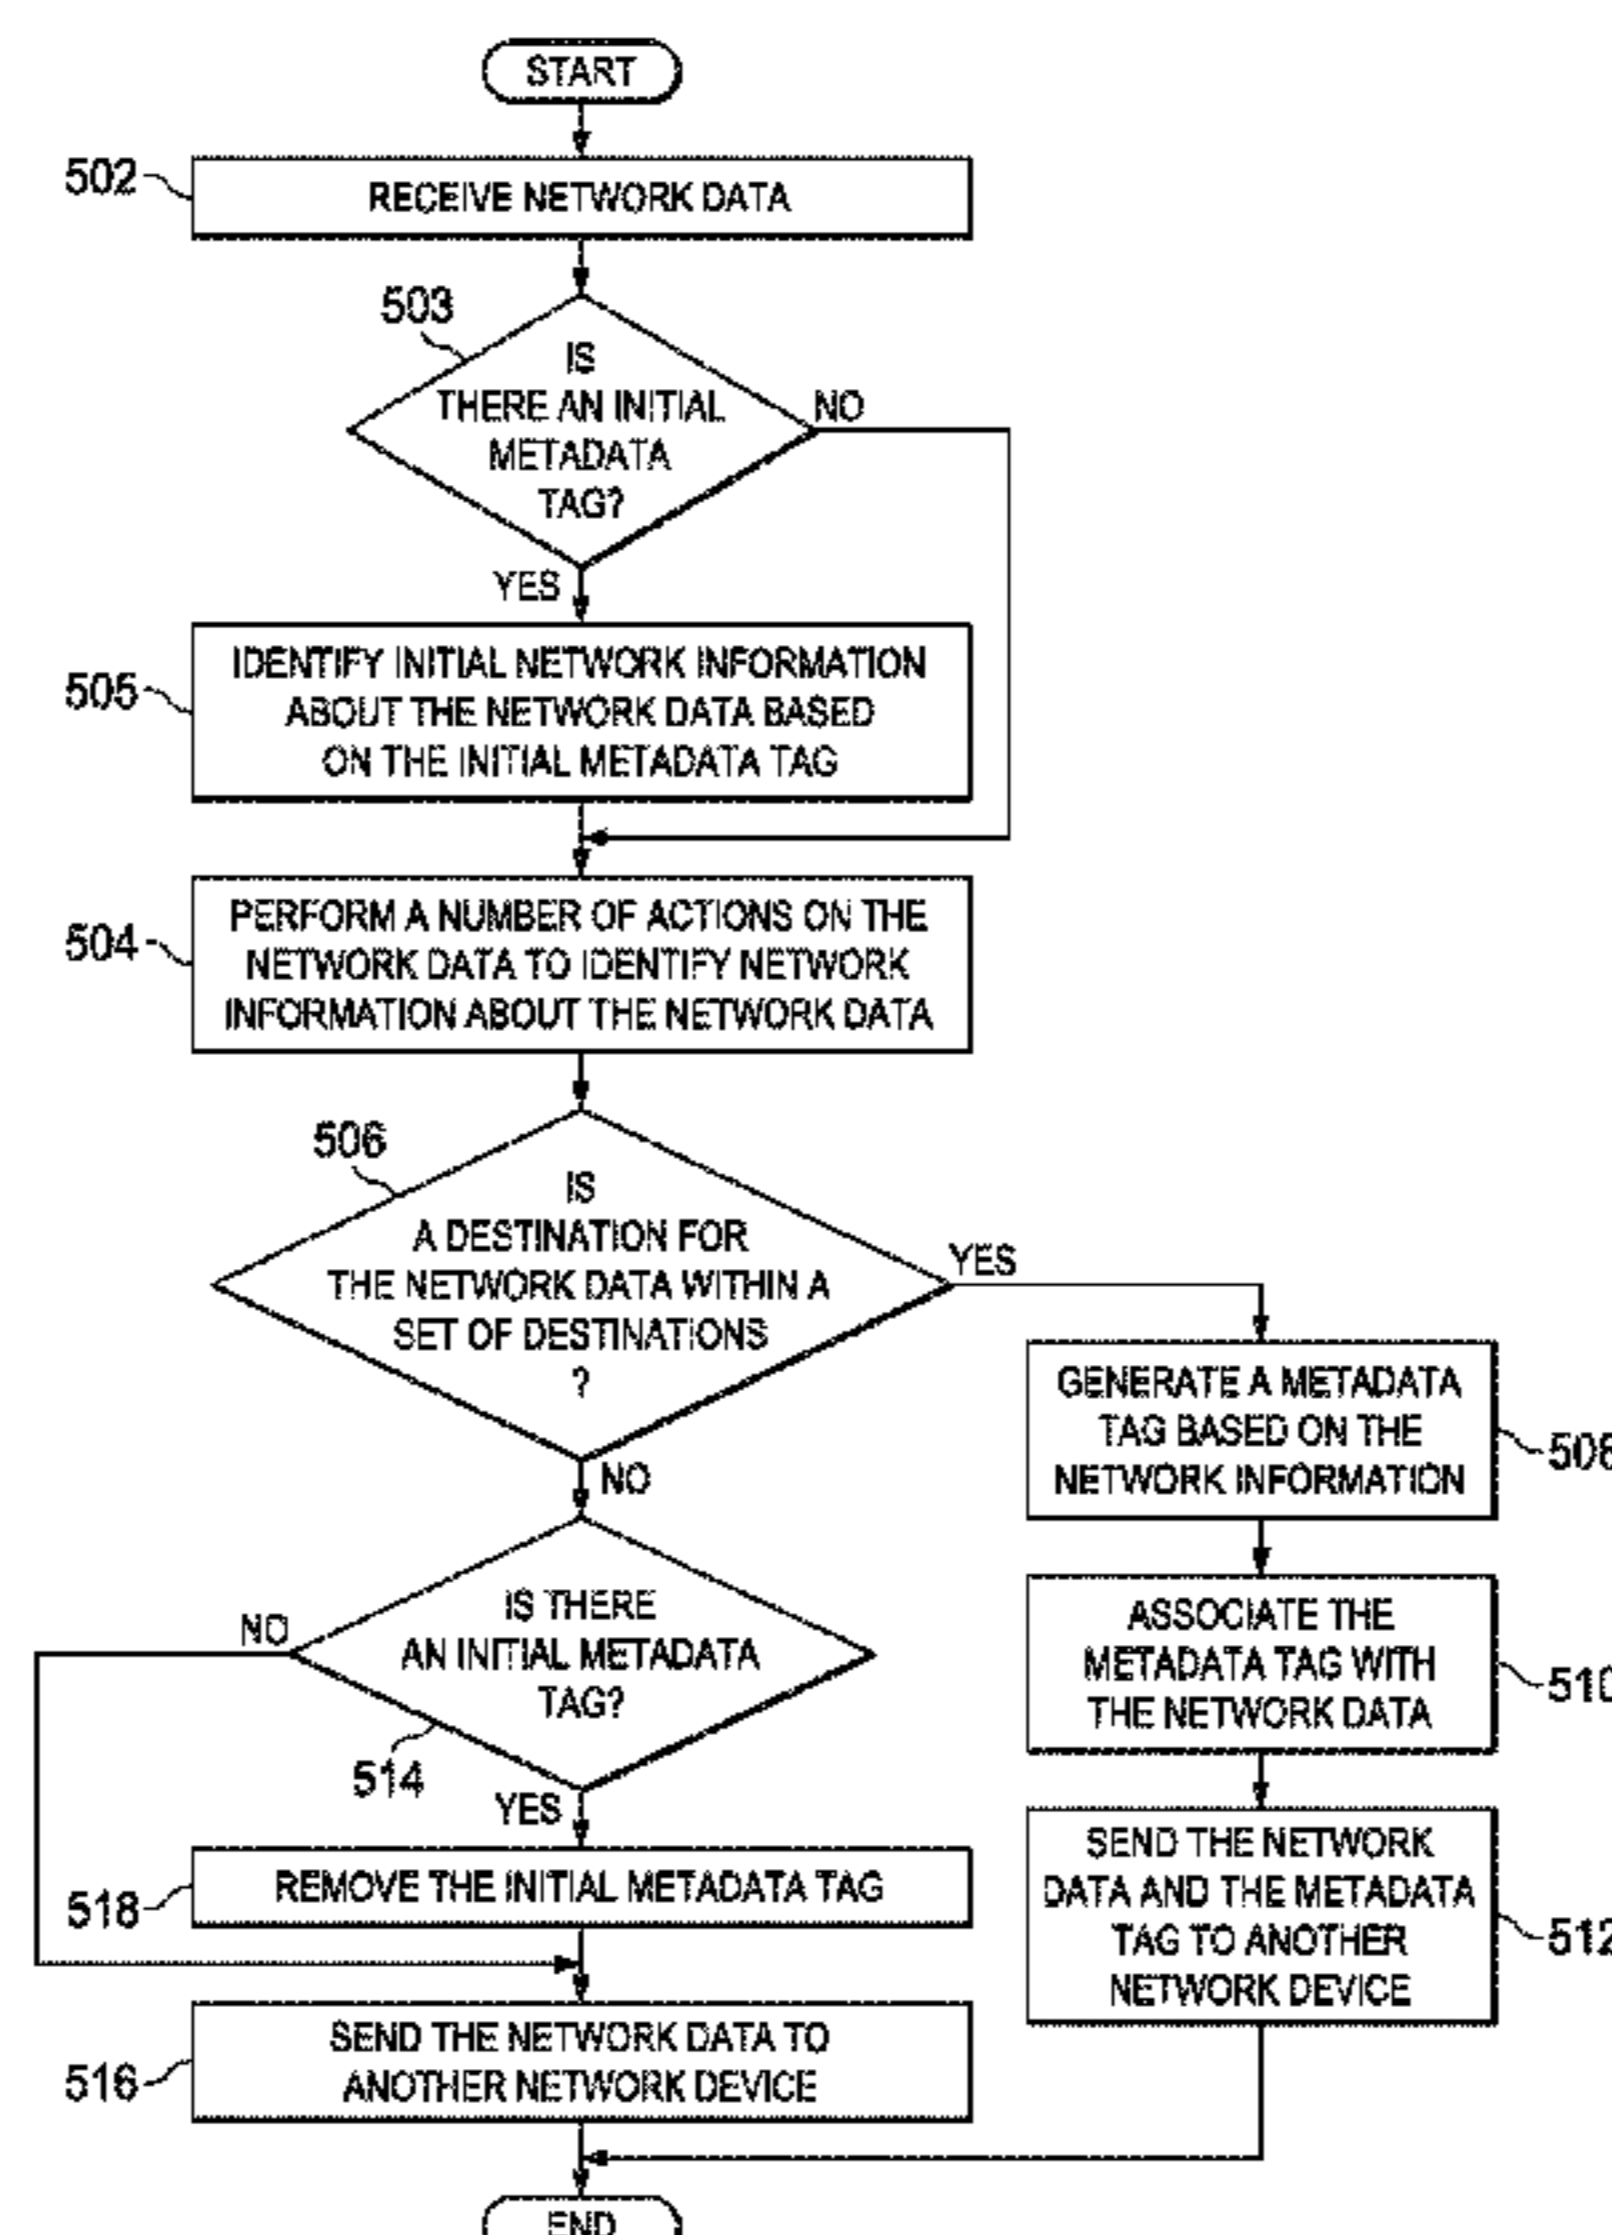 START
502
RECEIVE NETWORK DATA
503
IS
THERE AN INITIAL
METADATA
TAG?
NO
YES
505
IDENTIFY INITIAL NETWORK INFORMATION
ABOUT THE NETWORK DATA BASED
ON THE INITIAL METADATA TAG
504
PERFORM A NUMBER OF ACTIONS ON THE
NETWORK DATA TO IDENTIFY NETWORK
INFORMATION ABOUT THE NETWORK DATA
506
IS
A DESTINATION FOR
THE NETWORK DATA WITHIN A
SET OF DESTINATIONS
?
YES
NO
GENERATE A METADATA
TAG BASED ON THE
NETWORK INFORMATION
508
ASSOCIATE THE
METADATA TAG WITH
THE NETWORK DATA
510
SEND THE NETWORK
DATA AND THE METADATA
TAG TO ANOTHER
NETWORK DEVICE
512
IS THERE
AN INITIAL METADATA
TAG?
NO
514
YES
518
REMOVE THE INITIAL METADATA TAG
516
SEND THE NETWORK DATA TO
ANOTHER NETWORK DEVICE
END